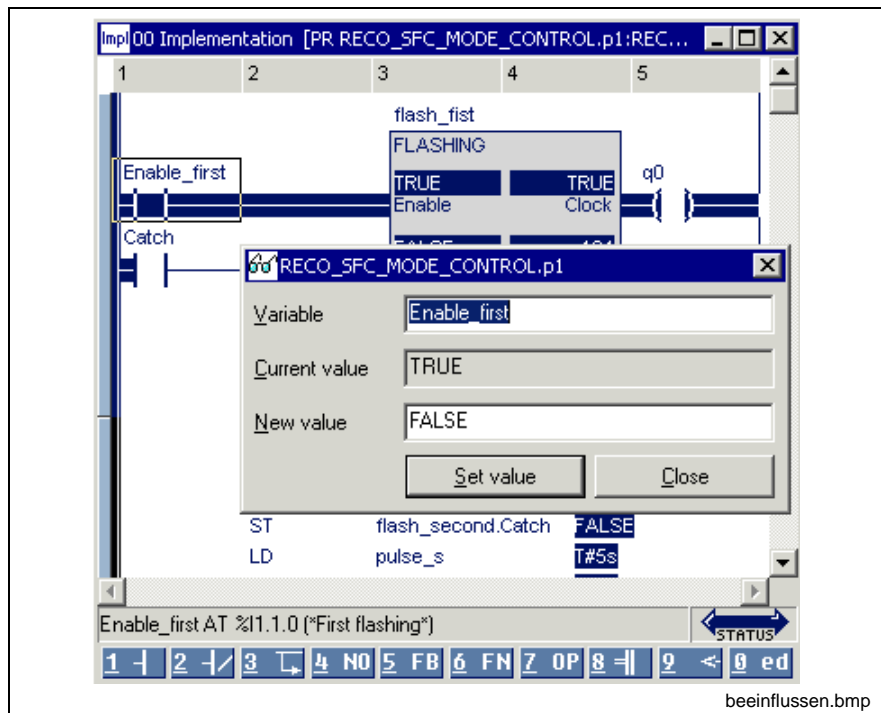 Impl 00 Implementation [PR RECO_SFC_MODE_CONTROL.p1:REC...
1 2 3 4 5
flash_fist
FLASHING
Enable_first
TRUE TRUE
q0
Enable Clock
Catch
RECO_SFC_MODE_CONTROL.p1
Variable Enable_first
Current value TRUE
New value FALSE
Set value Close
ST flash_second.Catch FALSE
LD pulse_s T#5s
Enable_first AT %I1.1.0 (*First flashing*)
STATUS
1 ┤ 2 ┤/ 3 4 NO 5 FB 6 FN 7 OP 8 =|| 9 < 0 ed
beeinflussen.bmp